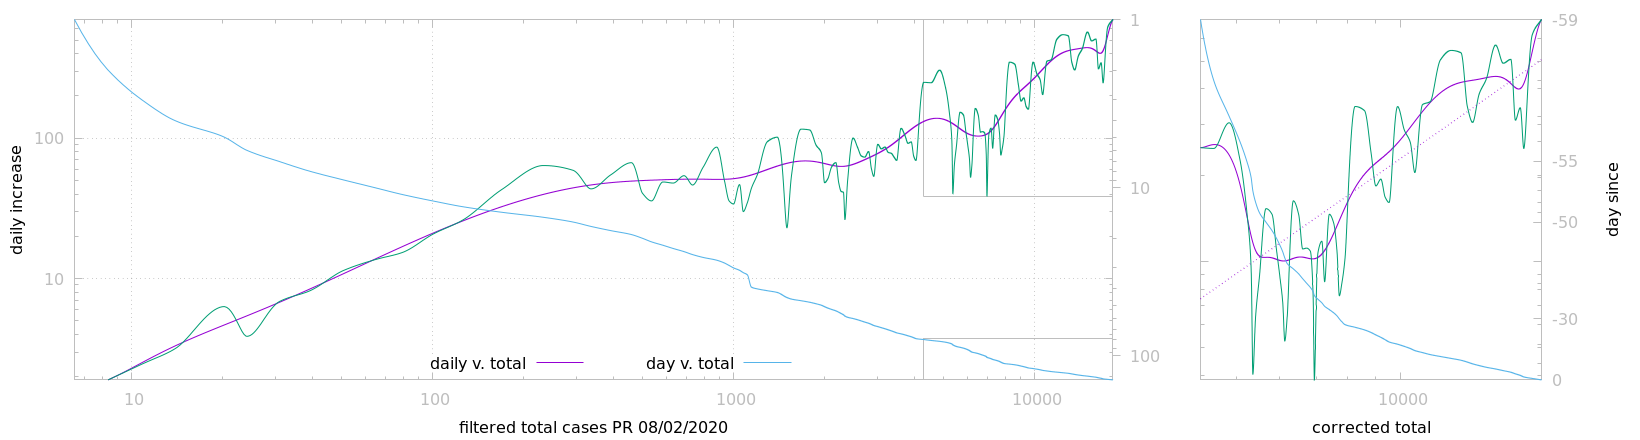 daily increase
100
10
10
100
1000
10000
1
10
100
daily v. total
day v. total
filtered total cases PR 08/02/2020
-59
-55
-50
-30
0
day since
10000
corrected total